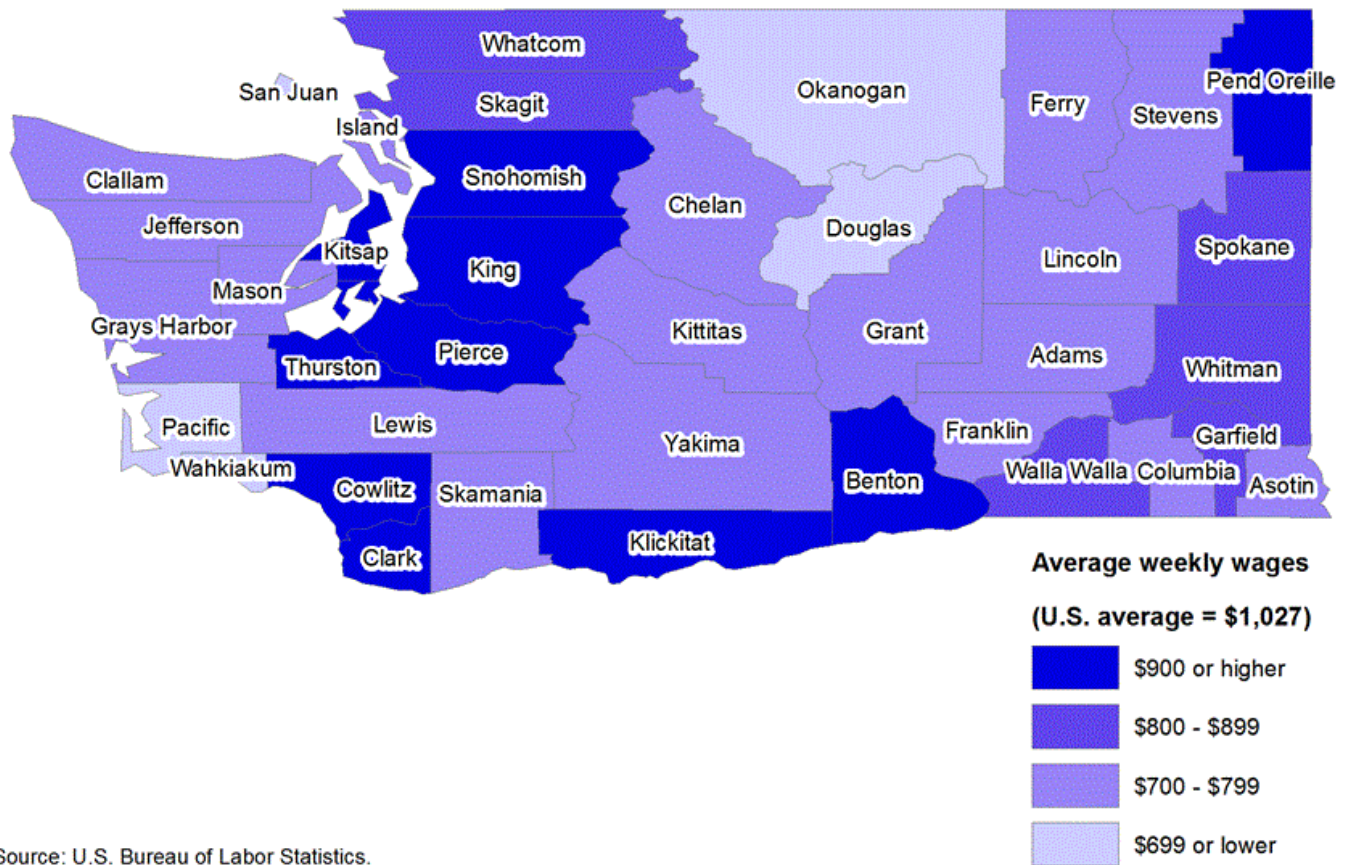 Whatcom
San Juan
Skagit
Okanogan
Ferry
Pend Oreille
Stevens
Island
Snohomish
Clallam
Chelan
Jefferson
Douglas
Kitsap
King
Lincoln
Spokane
Mason
Grays Harbor
Kittitas
Grant
Thurston
Pierce
Adams
Whitman
Pacific
Lewis
Yakima
Franklin
Garfield
Wahkiakum
Cowlitz
Skamania
Benton
Walla Walla
Columbia
Asotin
Clark
Klickitat
Average weekly wages
(U.S. average = $1,027)
$900 or higher
$800 - $899
$700 - $799
$699 or lower
Source: U.S. Bureau of Labor Statistics.